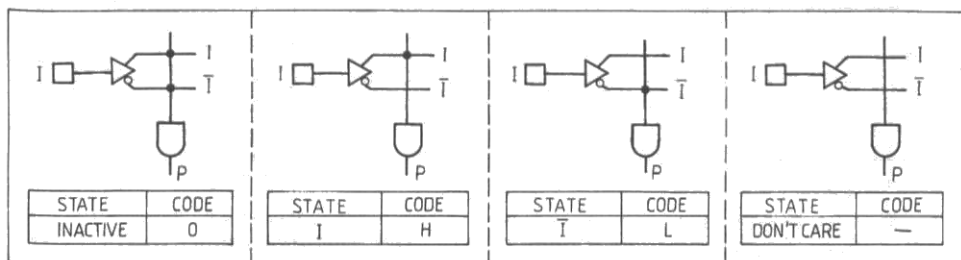 I
I
Ī
P
STATE CODE
INACTIVE 0
I
I
Ī
P
STATE CODE
I H
I
I
Ī
P
STATE CODE
Ī L
I
I
Ī
P
STATE CODE
DON'T CARE —